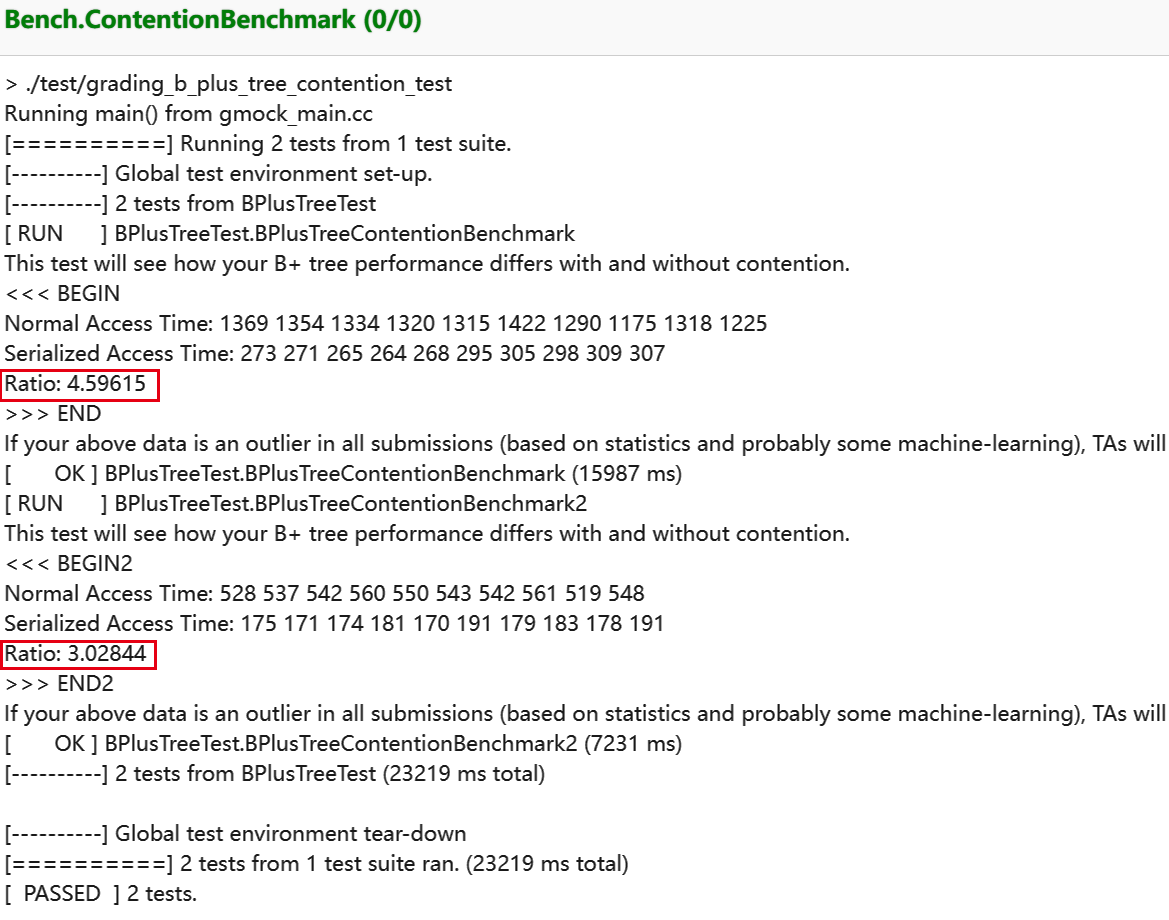 Bench.ContentionBenchmark (0/0)
> ./test/grading_b_plus_tree_contention_test
Running main() from gmock_main.cc
[==========] Running 2 tests from 1 test suite.
[----------] Global test environment set-up.
[----------] 2 tests from BPlusTreeTest
[ RUN      ] BPlusTreeTest.BPlusTreeContentionBenchmark
This test will see how your B+ tree performance differs with and without contention.
<<< BEGIN
Normal Access Time: 1369 1354 1334 1320 1315 1422 1290 1175 1318 1225
Serialized Access Time: 273 271 265 264 268 295 305 298 309 307
Ratio: 4.59615
>>> END
If your above data is an outlier in all submissions (based on statistics and probably some machine-learning), TAs will
[       OK ] BPlusTreeTest.BPlusTreeContentionBenchmark (15987 ms)
[ RUN      ] BPlusTreeTest.BPlusTreeContentionBenchmark2
This test will see how your B+ tree performance differs with and without contention.
<<< BEGIN2
Normal Access Time: 528 537 542 560 550 543 542 561 519 548
Serialized Access Time: 175 171 174 181 170 191 179 183 178 191
Ratio: 3.02844
>>> END2
If your above data is an outlier in all submissions (based on statistics and probably some machine-learning), TAs will
[       OK ] BPlusTreeTest.BPlusTreeContentionBenchmark2 (7231 ms)
[----------] 2 tests from BPlusTreeTest (23219 ms total)
[----------] Global test environment tear-down
[==========] 2 tests from 1 test suite ran. (23219 ms total)
[  PASSED  ] 2 tests.